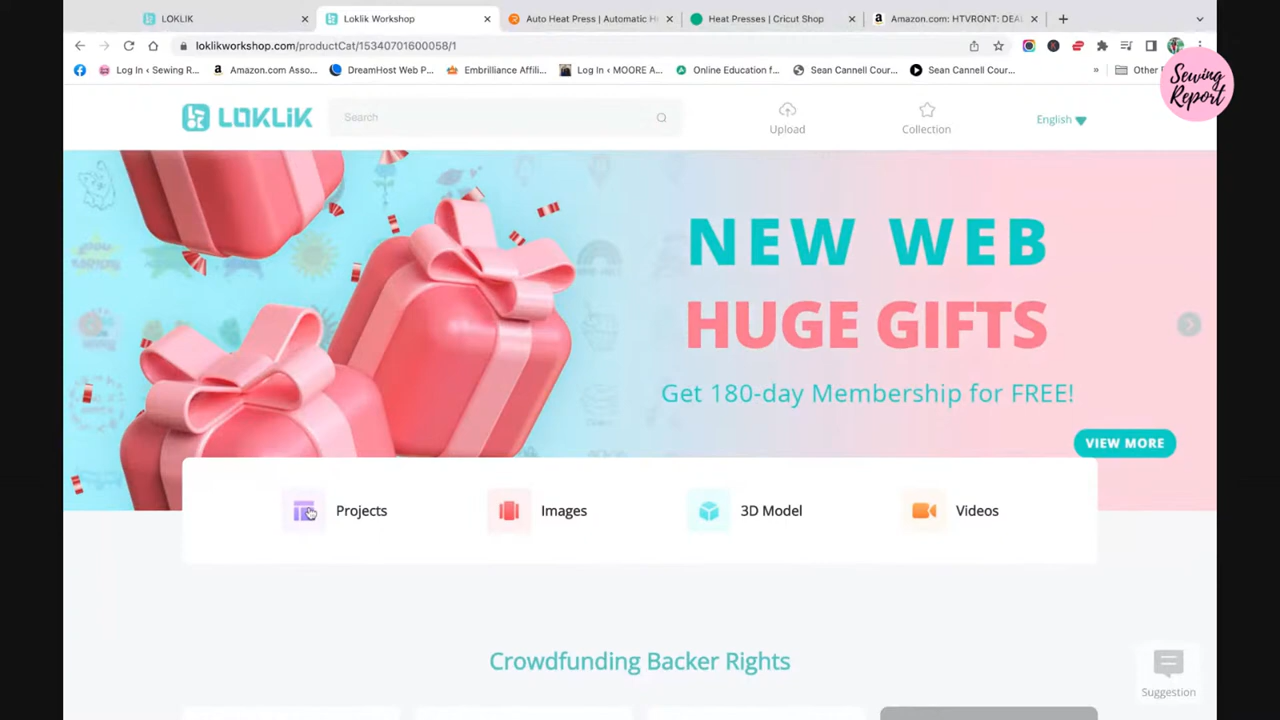 LOKLIK
Loklik Workshop
Auto Heat Press | Automatic H
Heat Presses | Cricut Shop
Amazon.com: HTVRONT: DEAL
loklikworkshop.com/productCat/15340701600058/1
Log In ‹ Sewing R...
Amazon.com Asso...
DreamHost Web P...
Embrilliance Affili...
Log In ‹ MOORE A...
Online Education f...
Sean Cannell Cour...
Sean Cannell Cour...
»
Other
Sewing
Report
LOKLiK
Search
Upload
Collection
English
NEW WEB
HUGE GIFTS
Get 180-day Membership for FREE!
VIEW MORE
Projects
Images
3D Model
Videos
Crowdfunding Backer Rights
Suggestion